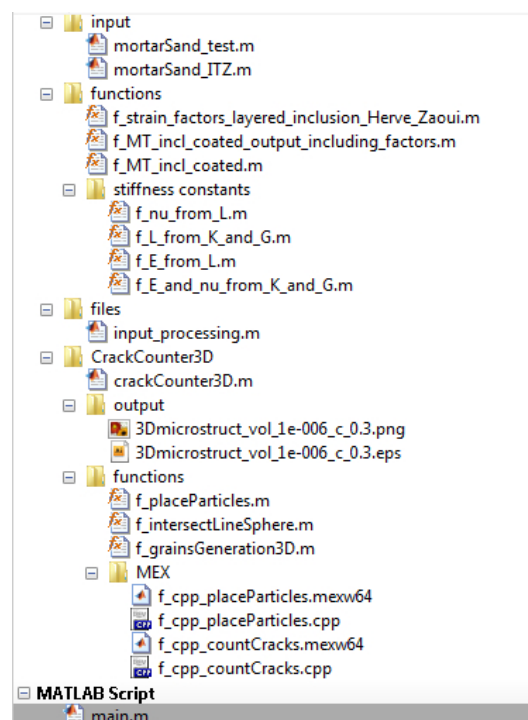 input
mortarSand_test.m
mortarSand_ITZ.m
functions
f_strain_factors_layered_inclusion_Herve_Zaoui.m
f_MT_incl_coated_output_including_factors.m
f_MT_incl_coated.m
stiffness constants
f_nu_from_L.m
f_L_from_K_and_G.m
f_E_from_L.m
f_E_and_nu_from_K_and_G.m
files
input_processing.m
CrackCounter3D
crackCounter3D.m
output
3Dmicrostruct_vol_1e-006_c_0.3.png
3Dmicrostruct_vol_1e-006_c_0.3.eps
functions
f_placeParticles.m
f_intersectLineSphere.m
f_grainsGeneration3D.m
MEX
f_cpp_placeParticles.mexw64
f_cpp_placeParticles.cpp
f_cpp_countCracks.mexw64
f_cpp_countCracks.cpp
MATLAB Script
main.m